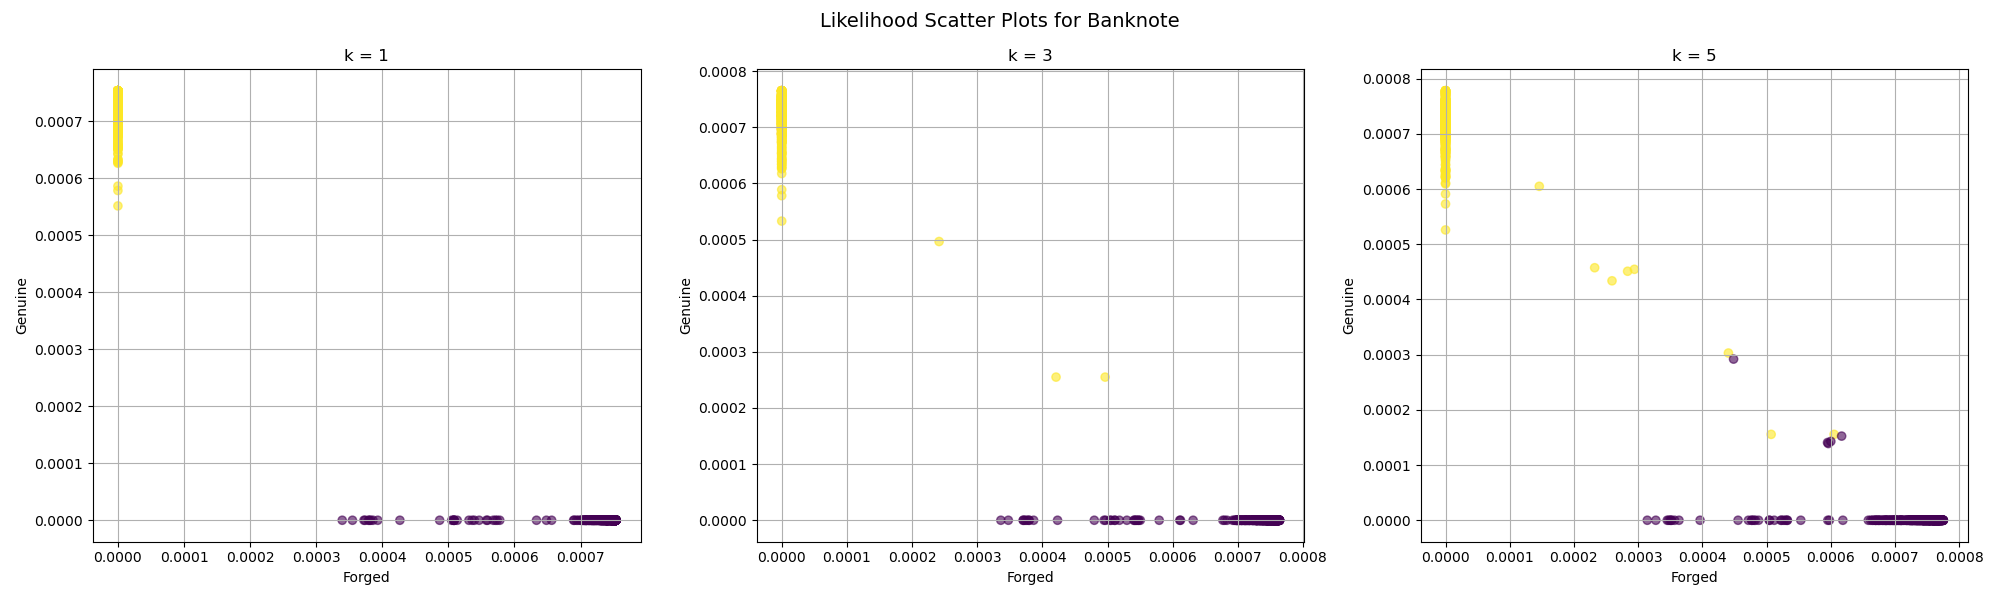 Likelihood Scatter Plots for Banknote
k = 1
0.0007
0.0006
0.0005
0.0004
0.0003
0.0002
0.0001
0.0000
Genuine
0.0000 0.0001 0.0002 0.0003 0.0004 0.0005 0.0006 0.0007
Forged
k = 3
0.0008
0.0007
0.0006
0.0005
0.0004
0.0003
0.0002
0.0001
0.0000
Genuine
0.0000 0.0001 0.0002 0.0003 0.0004 0.0005 0.0006 0.0007 0.0008
Forged
k = 5
0.0008
0.0007
0.0006
0.0005
0.0004
0.0003
0.0002
0.0001
0.0000
Genuine
0.0000 0.0001 0.0002 0.0003 0.0004 0.0005 0.0006 0.0007 0.0008
Forged